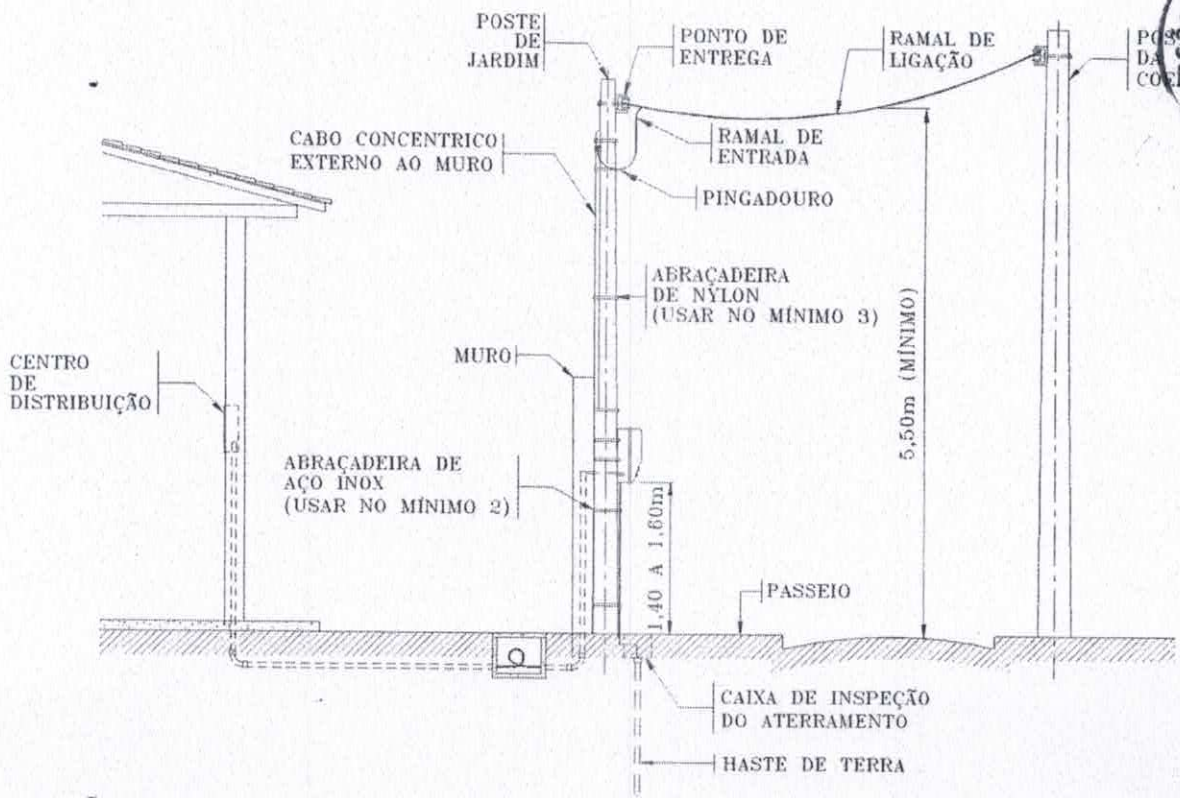 POSTE
DE
JARDIM
PONTO DE
ENTREGA
RAMAL DE
LIGAÇÃO
DA
CABO CONCENTRICO
EXTERNO AO MURO
RAMAL DE
ENTRADA
PINGADOURO
ABRAÇADEIRA
DE NYLON
(USAR NO MÍNIMO 3)
5,50m (MÍNIMO)
MURO
CENTRO
DE
DISTRIBUIÇÃO
ABRAÇADEIRA DE
AÇO INOX
(USAR NO MÍNIMO 2)
1,40 A 1,60m
PASSEIO
CAIXA DE INSPEÇÃO
DO ATERRAMENTO
HASTE DE TERRA